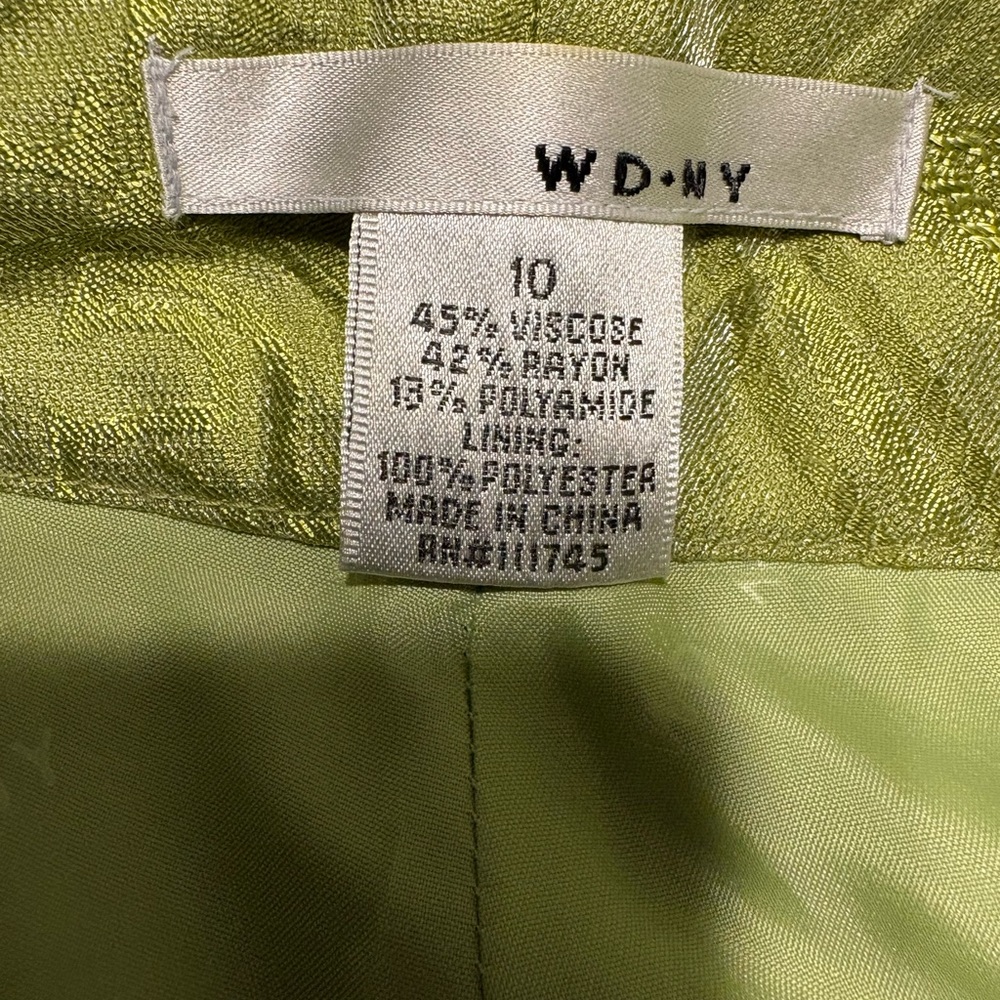 WD•NY
10
45% VISCOSE
42% RAYON
13% POLYAMIDE
LINING:
100% POLYESTER
MADE IN CHINA
RN#111745